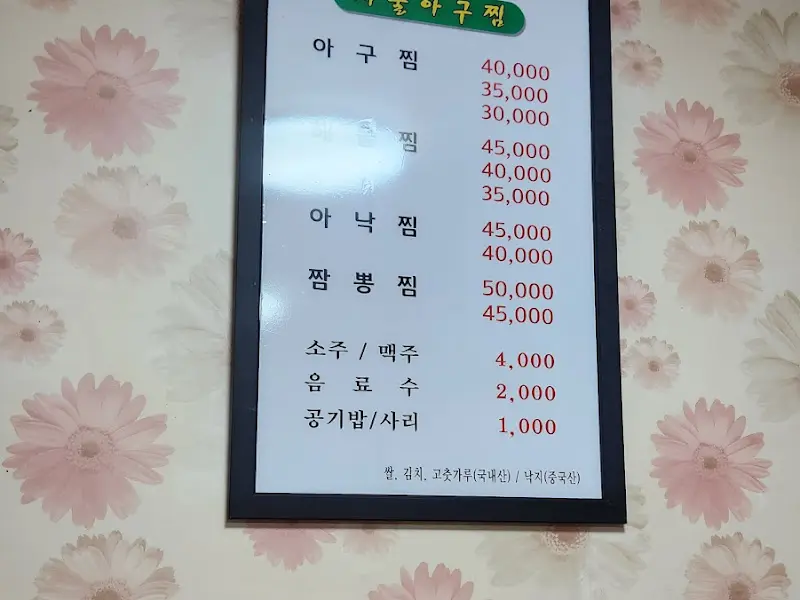 아구찜
아 구 찜 40,000
35,000
30,000
찜 45,000
40,000
35,000
아 낙 찜 45,000
40,000
짬 뽕 찜 50,000
45,000
소주 / 맥주 4,000
음 료 수 2,000
공기밥/사리 1,000
쌀, 김치, 고춧가루(국내산) / 낙지(중국산)